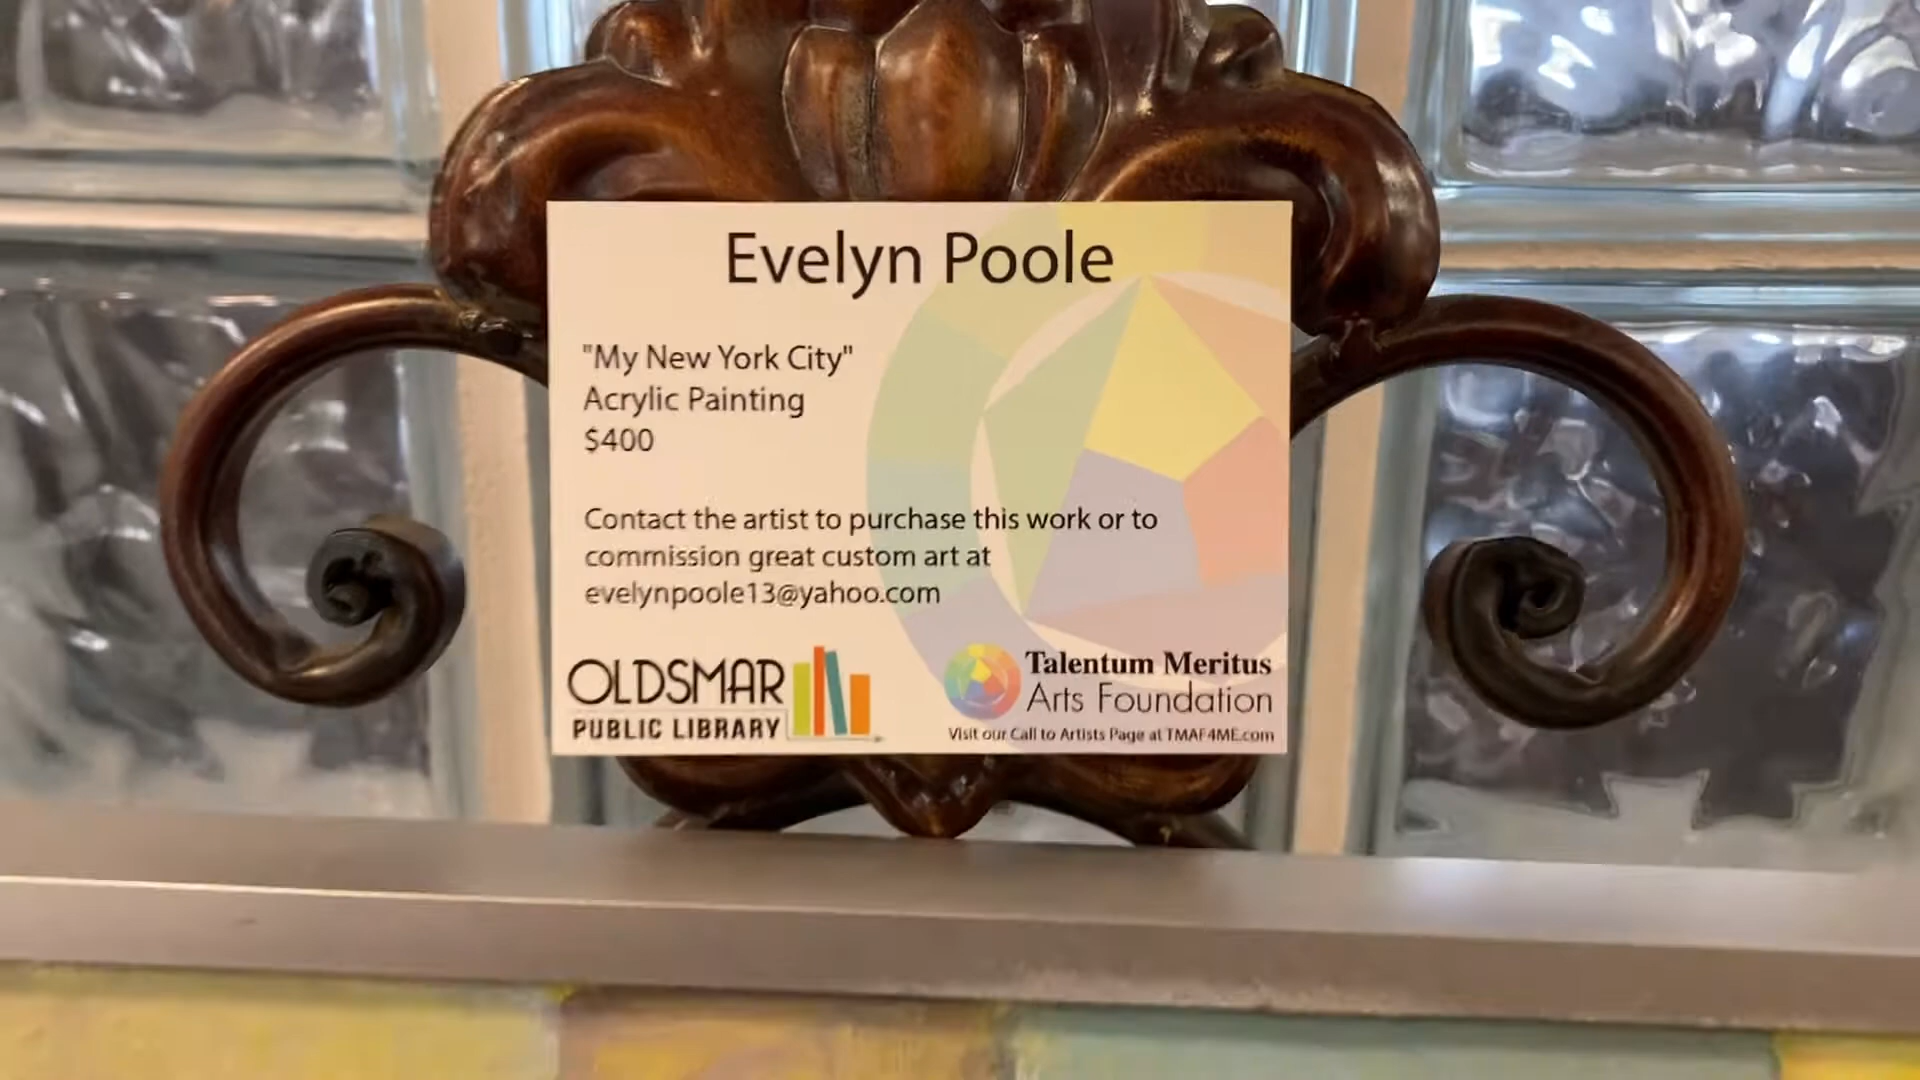 Evelyn Poole
"My New York City"
Acrylic Painting
$400
Contact the artist to purchase this work or to
commission great custom art at
evelynpoole13@yahoo.com
OLDSMAR
PUBLIC LIBRARY
Talentum Meritus
Arts Foundation
Visit our Call to Artists Page at TMAF4ME.com